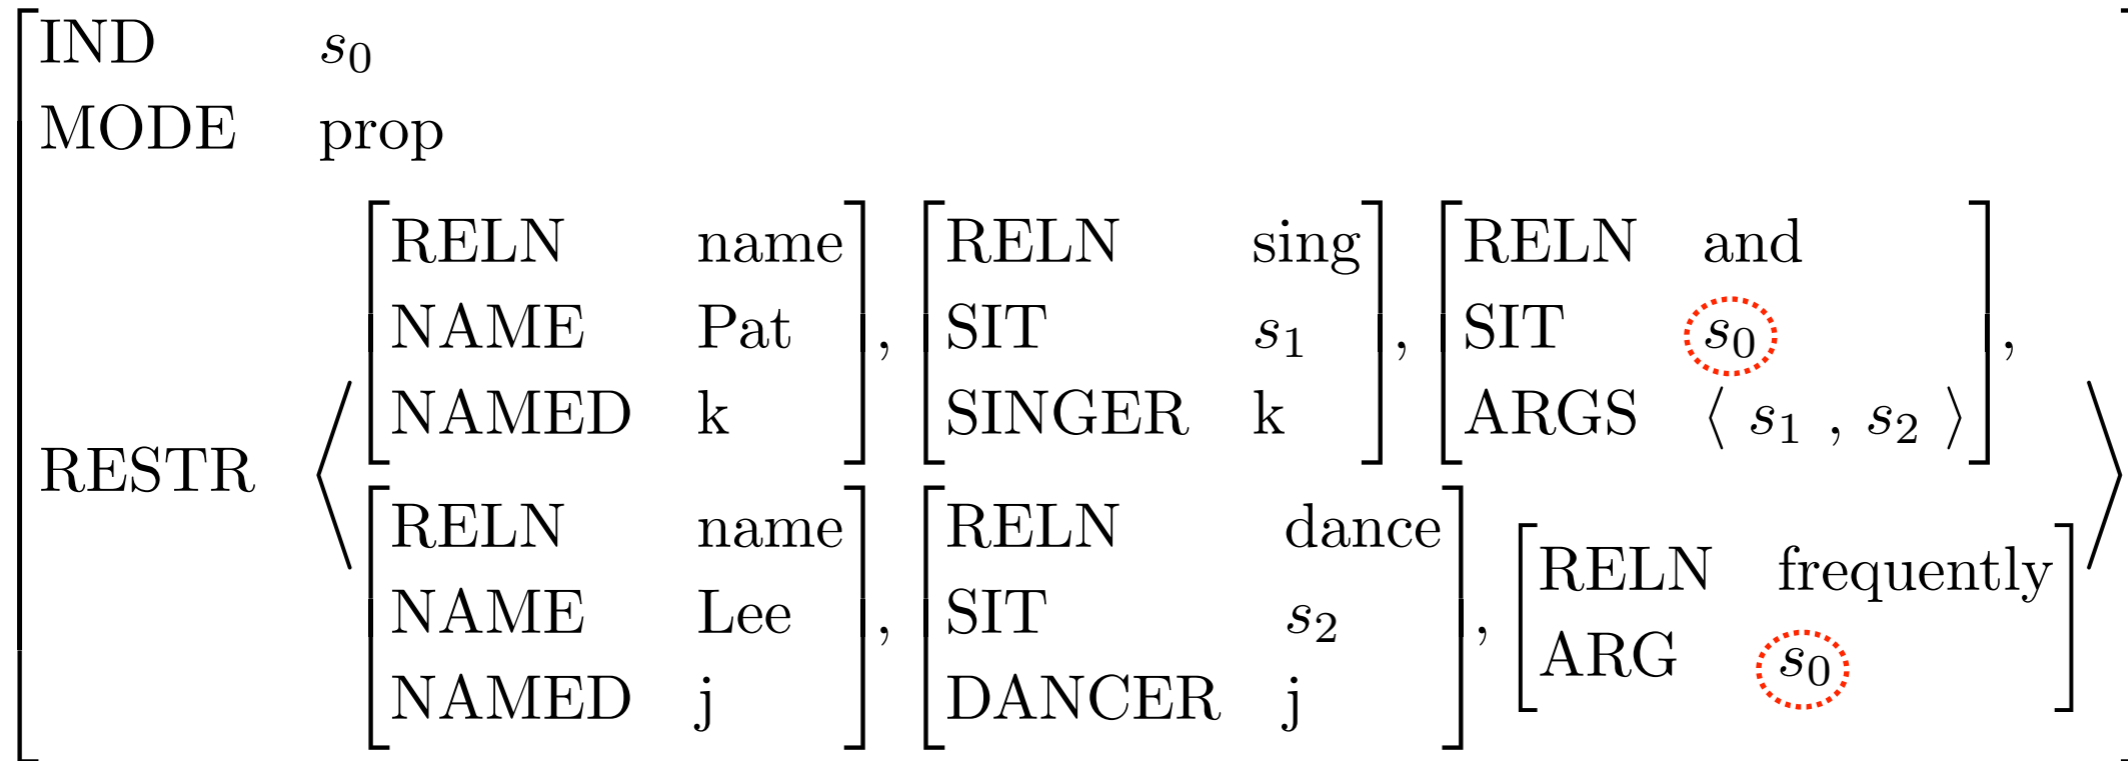 IND s₀
MODE prop
RELN name RELN sing RELN and
NAME Pat , SIT s₁ , SIT s₀ ,
NAMED k SINGER k ARGS ⟨ s₁ , s₂ ⟩
RESTR
RELN name RELN dance
RELN frequently
NAME Lee , SIT s₂ ,
ARG s₀
NAMED j DANCER j